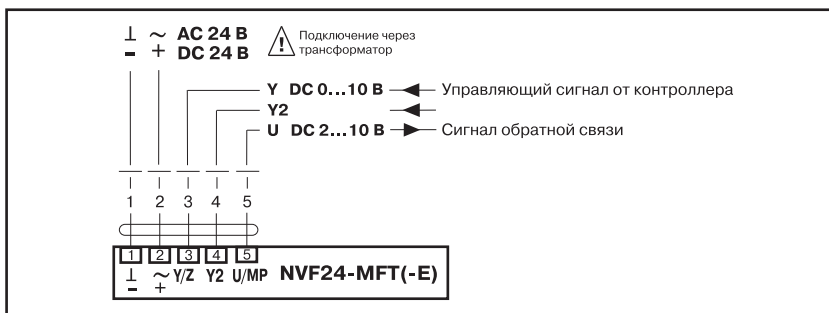 ⊥ ~ AC 24 В
− + DC 24 В
Подключение через
трансформатор
Y DC 0...10 В Управляющий сигнал от контроллера
Y2
U DC 2...10 В Сигнал обратной связи
1 2 3 4 5
1 2 3 4 5
⊥ ~ Y/Z Y2 U/MP NVF24-MFT(-E)
− +